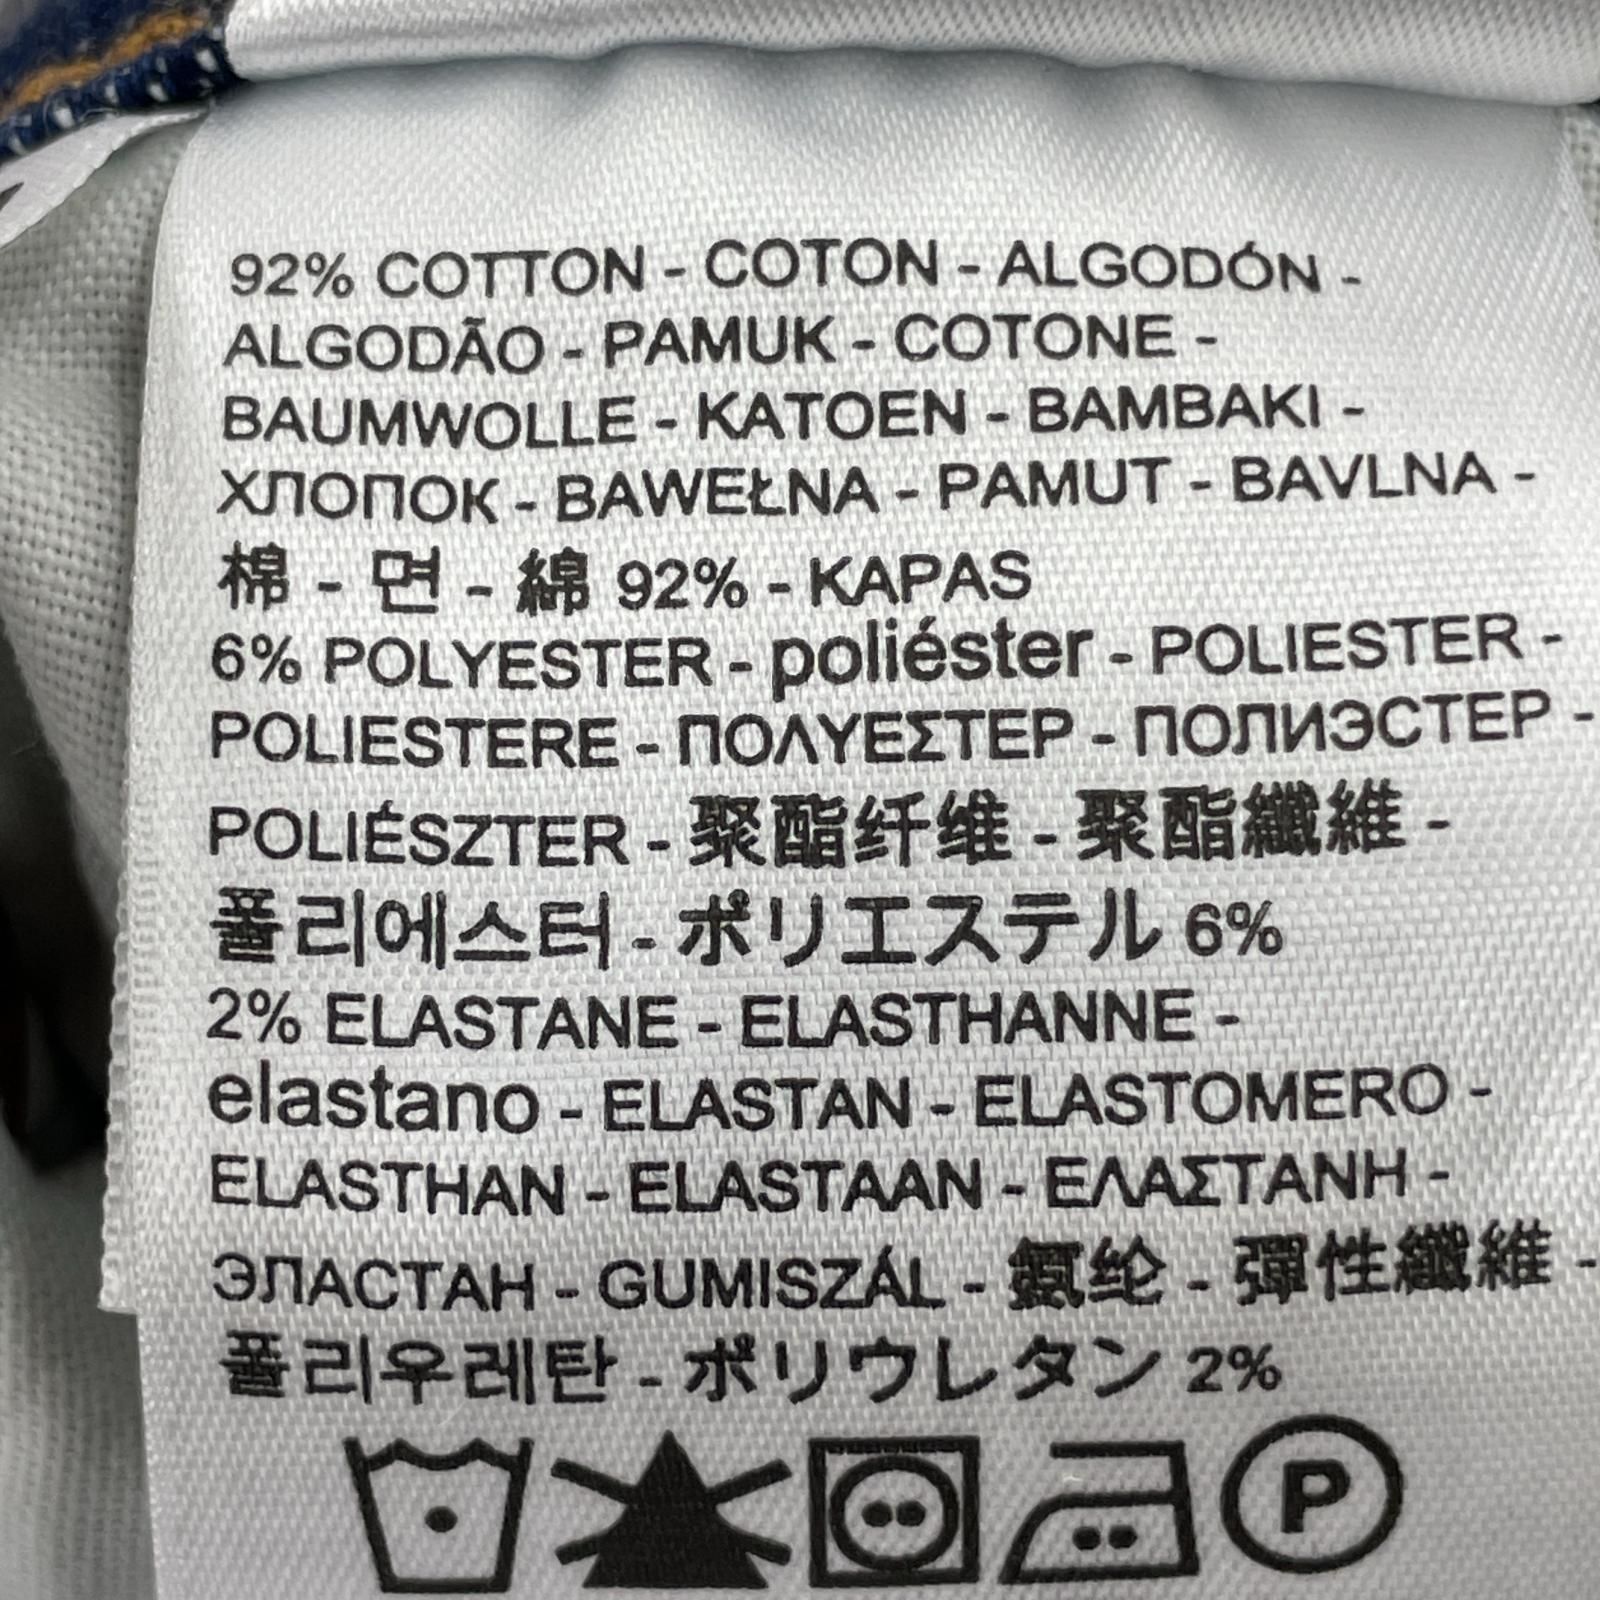 92% COTTON - COTON - ALGODÓN -
ALGODÃO - PAMUK - COTONE -
BAUMWOLLE - KATOEN - BAMBAKI -
ХЛОПОК - BAWEŁNA - PAMUT - BAVLNA -
棉 - 면 - 綿 92% - KAPAS
6% POLYESTER - poliéster - POLIESTER -
POLIESTERE - ΠΟΛΥΕΣΤΕΡ - ПОЛИЭСТЕР -
POLIÉSZTER - 聚酯纤维 - 聚酯纖維 -
폴리에스터 - ポリエステル 6%
2% ELASTANE - ELASTHANNE -
elastano - ELASTAN - ELASTOMERO -
ELASTHAN - ELASTAAN - ΕΛΑΣΤΑΝΗ -
ЭЛАСТАН - GUMISZÁL - 氨纶 - 彈性纖維 -
폴리우레탄 - ポリウレタン 2%
P